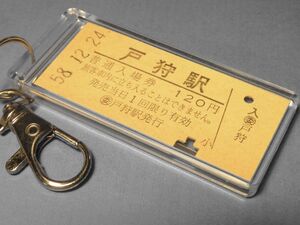 58.12.24
戸狩駅
普通入場券 120円
旅客車内に立ち入ることはできません。
発売当日1回限り有効
㊋戸狩駅発行
小
入 戸狩